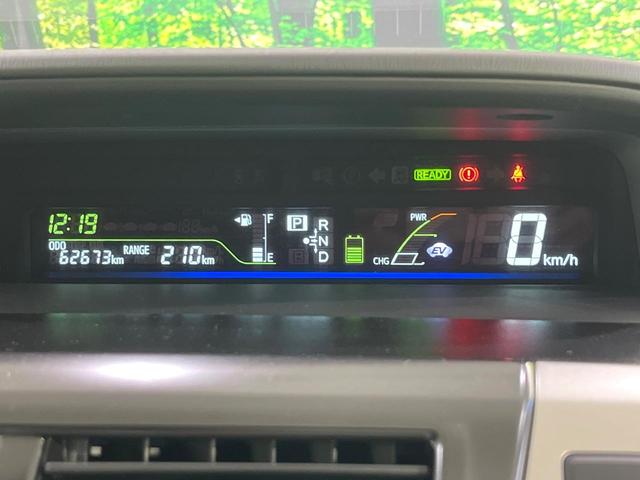 READY
12:19
ODO
62673km RANGE 210km
F
E
P
R
N
D
PWR
CHG
EV
0 km/h